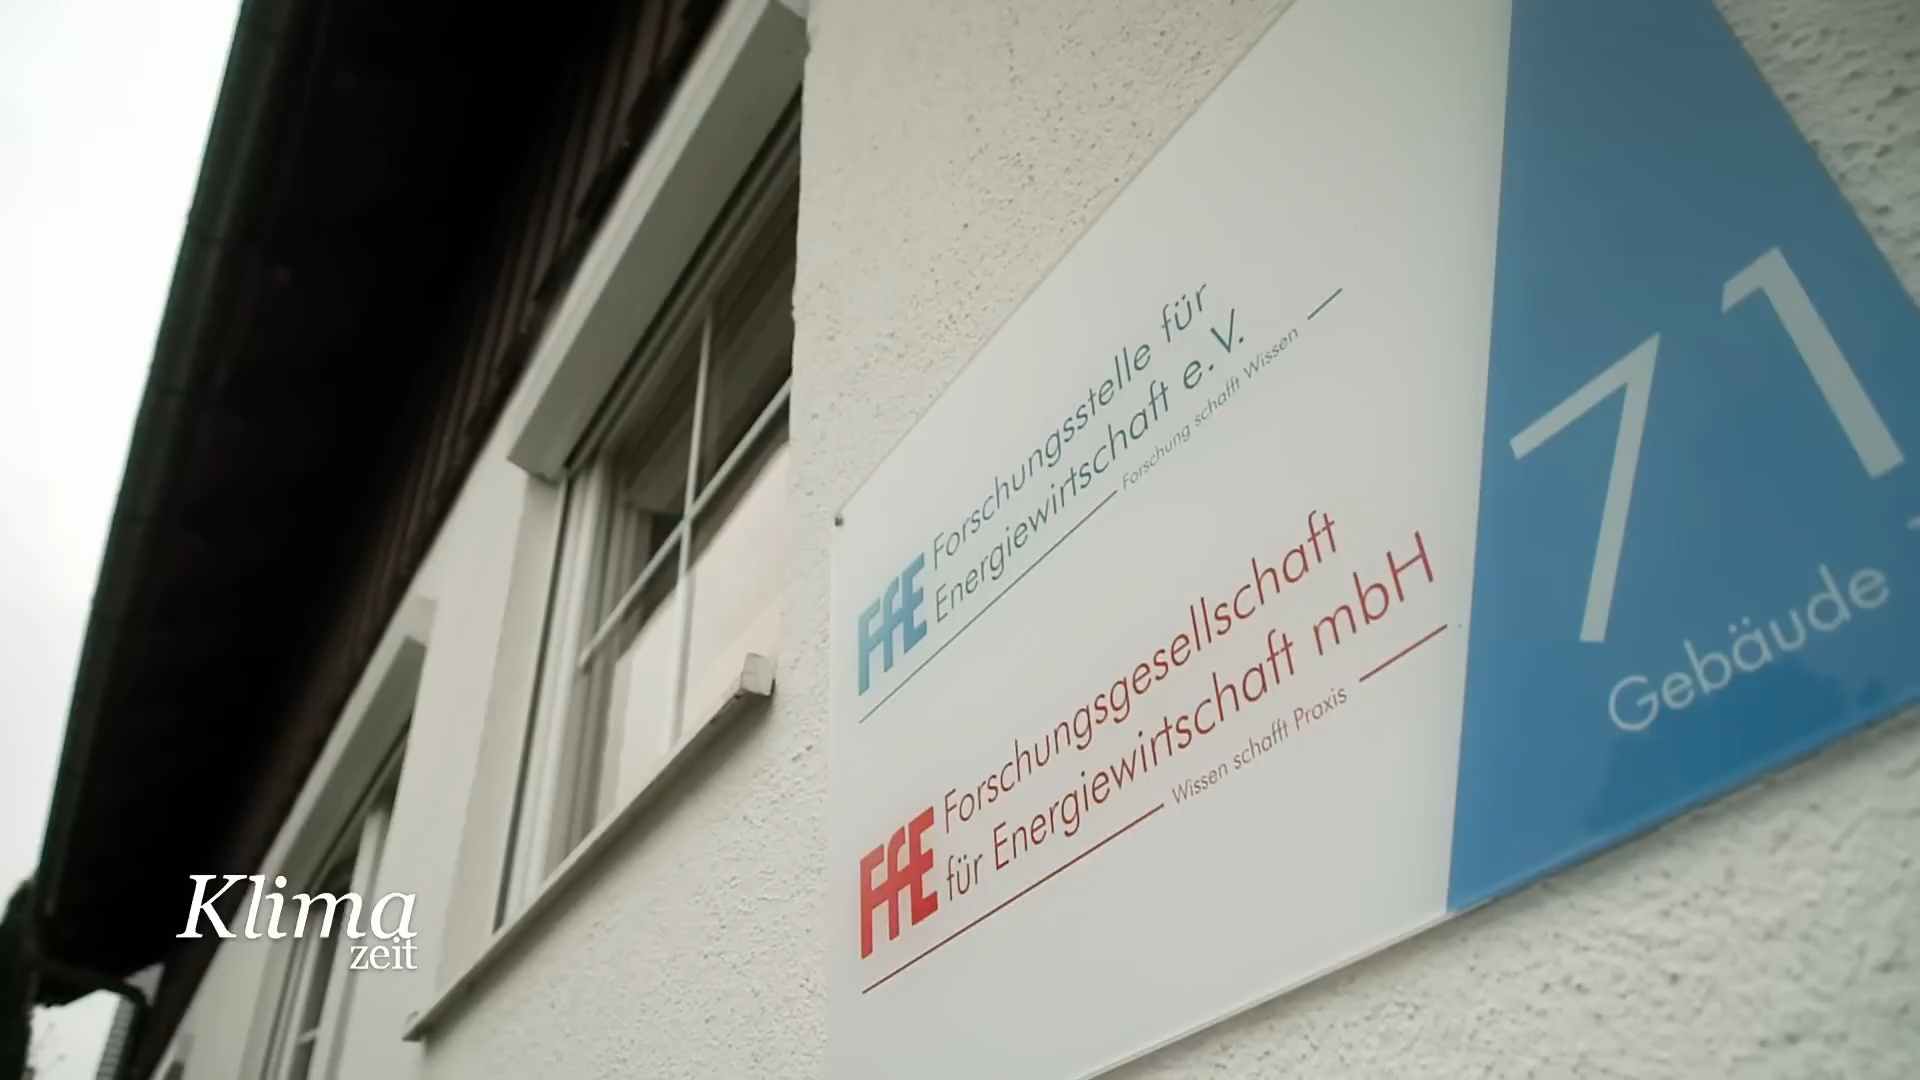 FfE Forschungsstelle für
Energiewirtschaft e. V.
Forschung schafft Wissen
FfE Forschungsgesellschaft
für Energiewirtschaft mbH
Wissen schafft Praxis
71
Gebäude
Klima
zeit